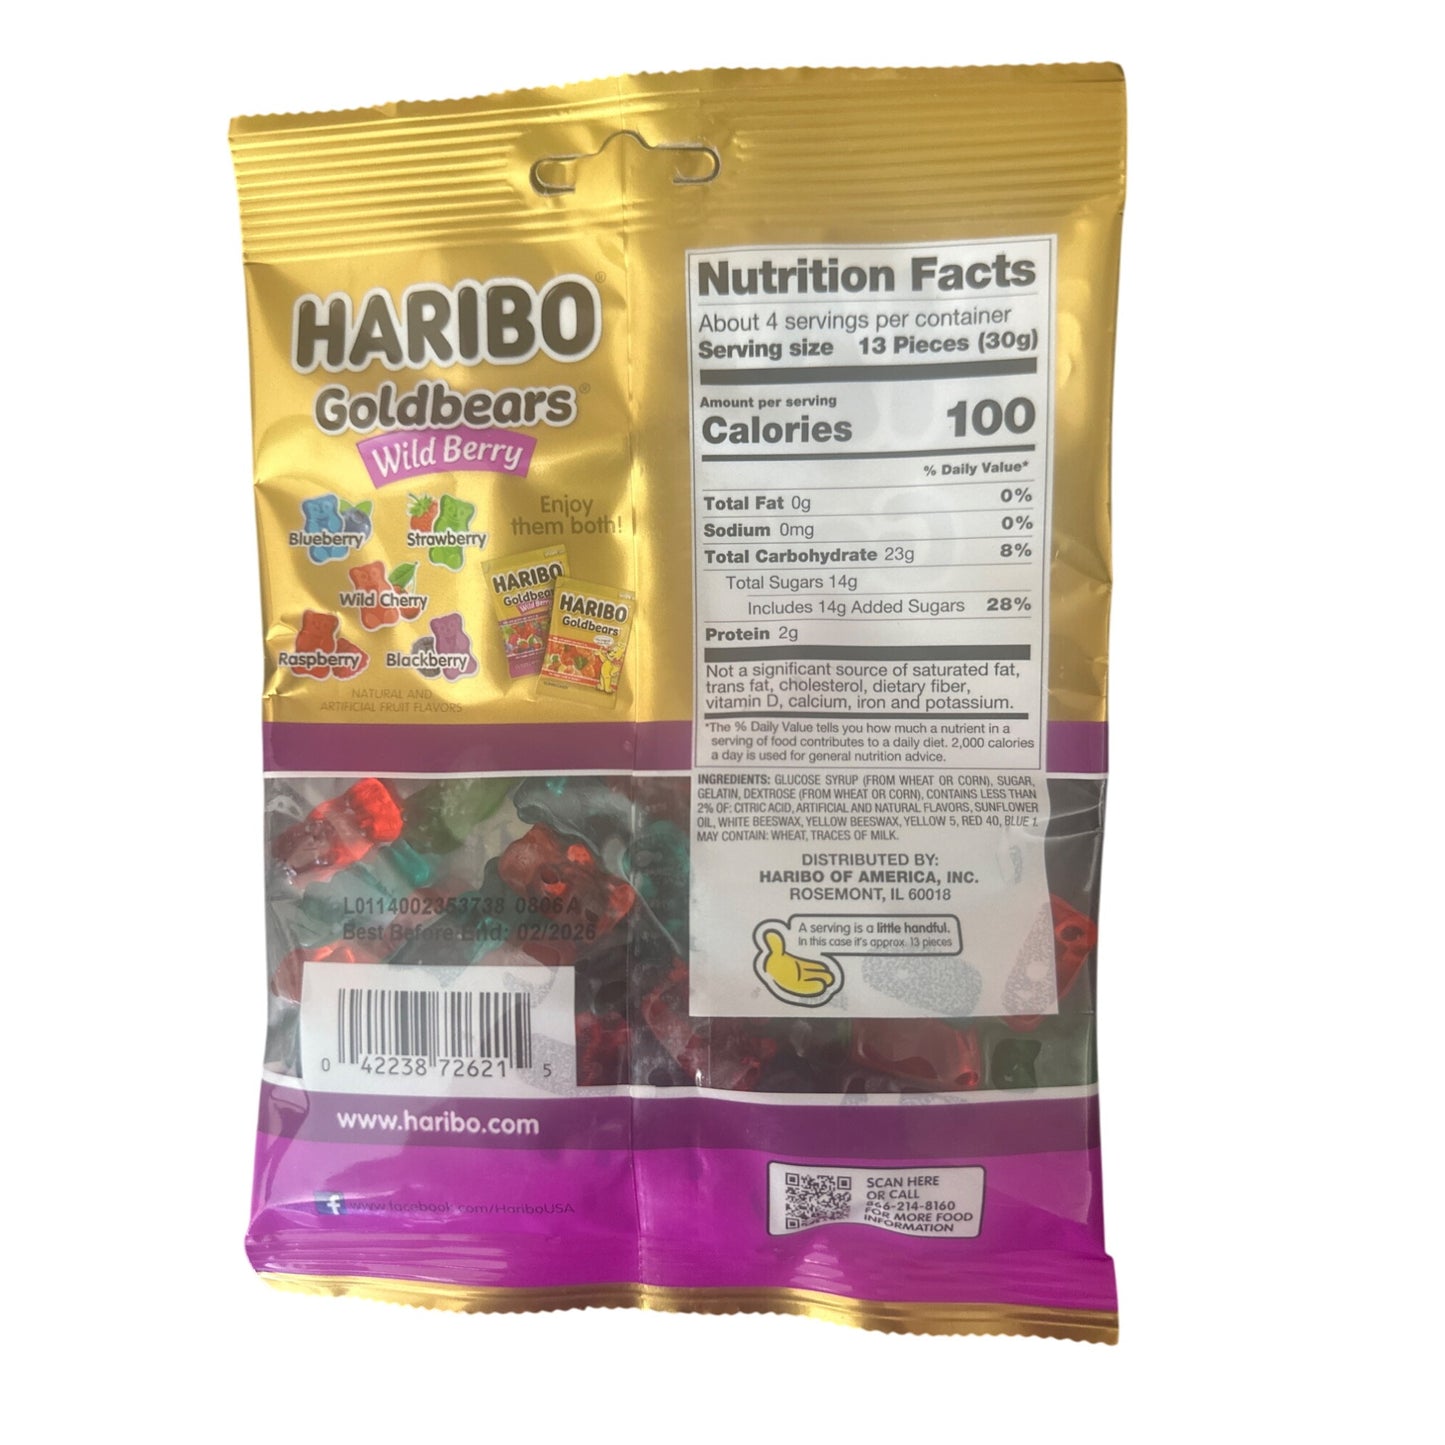 HARIBO®
Goldbears®
Wild Berry
Blueberry
Strawberry
Wild Cherry
Raspberry
Blackberry
Enjoy
them both!
HARIBO
Goldbears
Wild Berry
HARIBO
Goldbears
NATURAL AND
ARTIFICIAL FRUIT FLAVORS
Nutrition Facts
About 4 servings per container
Serving size 13 Pieces (30g)
Amount per serving
Calories 100
% Daily Value*
Total Fat 0g 0%
Sodium 0mg 0%
Total Carbohydrate 23g 8%
Total Sugars 14g
Includes 14g Added Sugars 28%
Protein 2g
Not a significant source of saturated fat,
trans fat, cholesterol, dietary fiber,
vitamin D, calcium, iron and potassium.
*The % Daily Value tells you how much a nutrient in a
serving of food contributes to a daily diet. 2,000 calories
a day is used for general nutrition advice.
INGREDIENTS: GLUCOSE SYRUP (FROM WHEAT OR CORN), SUGAR,
GELATIN, DEXTROSE (FROM WHEAT OR CORN), CONTAINS LESS THAN
2% OF: CITRIC ACID, ARTIFICIAL AND NATURAL FLAVORS, SUNFLOWER
OIL, WHITE BEESWAX, YELLOW BEESWAX, YELLOW 5, RED 40, BLUE 1.
MAY CONTAIN: WHEAT, TRACES OF MILK.
DISTRIBUTED BY:
HARIBO OF AMERICA, INC.
ROSEMONT, IL 60018
A serving is a little handful.
In this case it's approx. 13 pieces
L0114002353738 0806A
Best Before End: 02/2026
0 42238 72621 5
www.haribo.com
f www.facebook.com/HariboUSA
SCAN HERE
OR CALL
866-214-8160
FOR MORE FOOD
INFORMATION